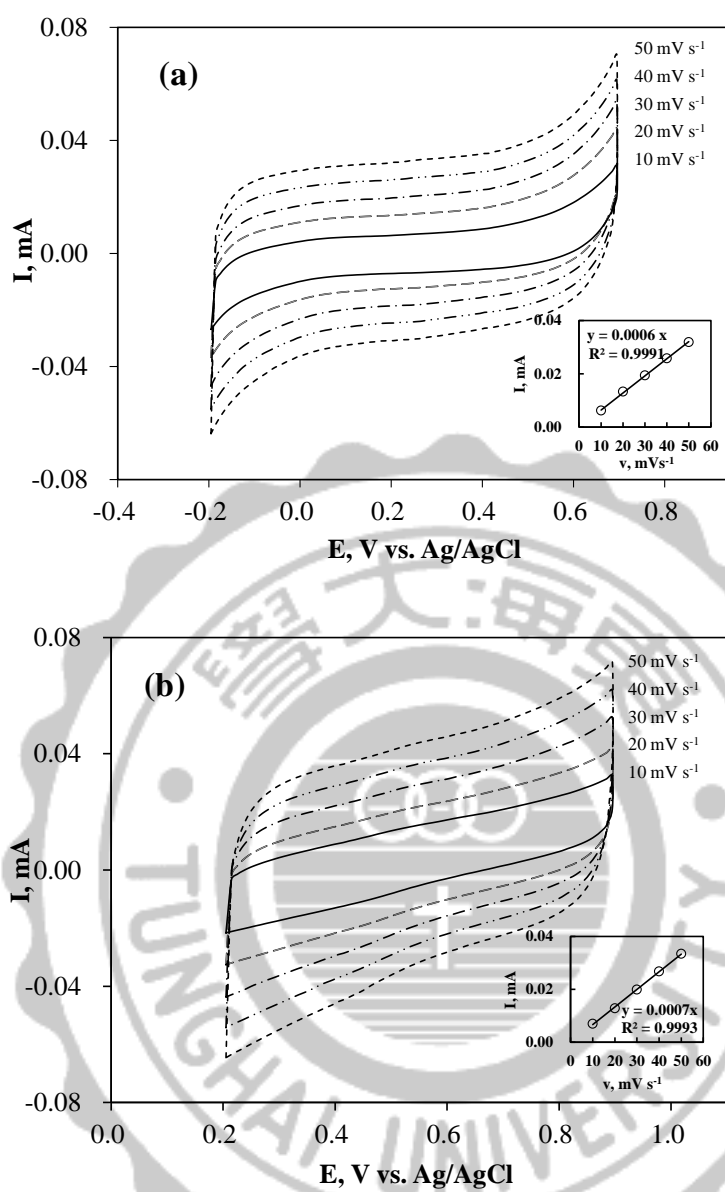 0.08
(a)
50 mV s-1
40 mV s-1
30 mV s-1
20 mV s-1
10 mV s-1
0.04
0.00
-0.04
-0.08
I, mA
-0.4 -0.2 0.0 0.2 0.4 0.6 0.8
E, V vs. Ag/AgCl
y = 0.0006 x
R² = 0.9991
0.04
0.02
0.00
I, mA
0 10 20 30 40 50 60
v, mVs-1
0.08
(b)
50 mV s-1
40 mV s-1
30 mV s-1
20 mV s-1
10 mV s-1
0.04
0.00
-0.04
-0.08
I, mA
0.0 0.2 0.4 0.6 0.8 1.0
E, V vs. Ag/AgCl
0.04
0.02
0.00
I, mA
y = 0.0007x
R² = 0.9993
0 10 20 30 40 50 60
v, mV s-1
學大海東
TUNGHAI UNIVERSITY